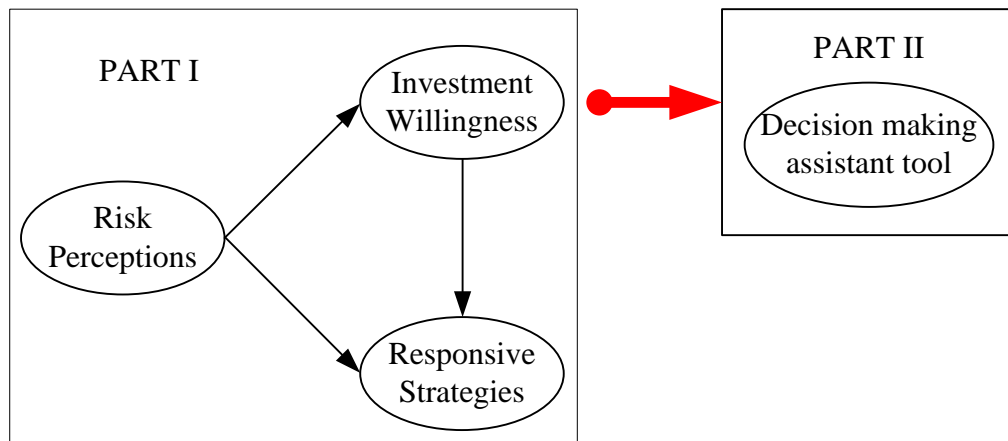 PART I
Investment
Willingness
Risk
Perceptions
Responsive
Strategies
PART II
Decision making
assistant tool